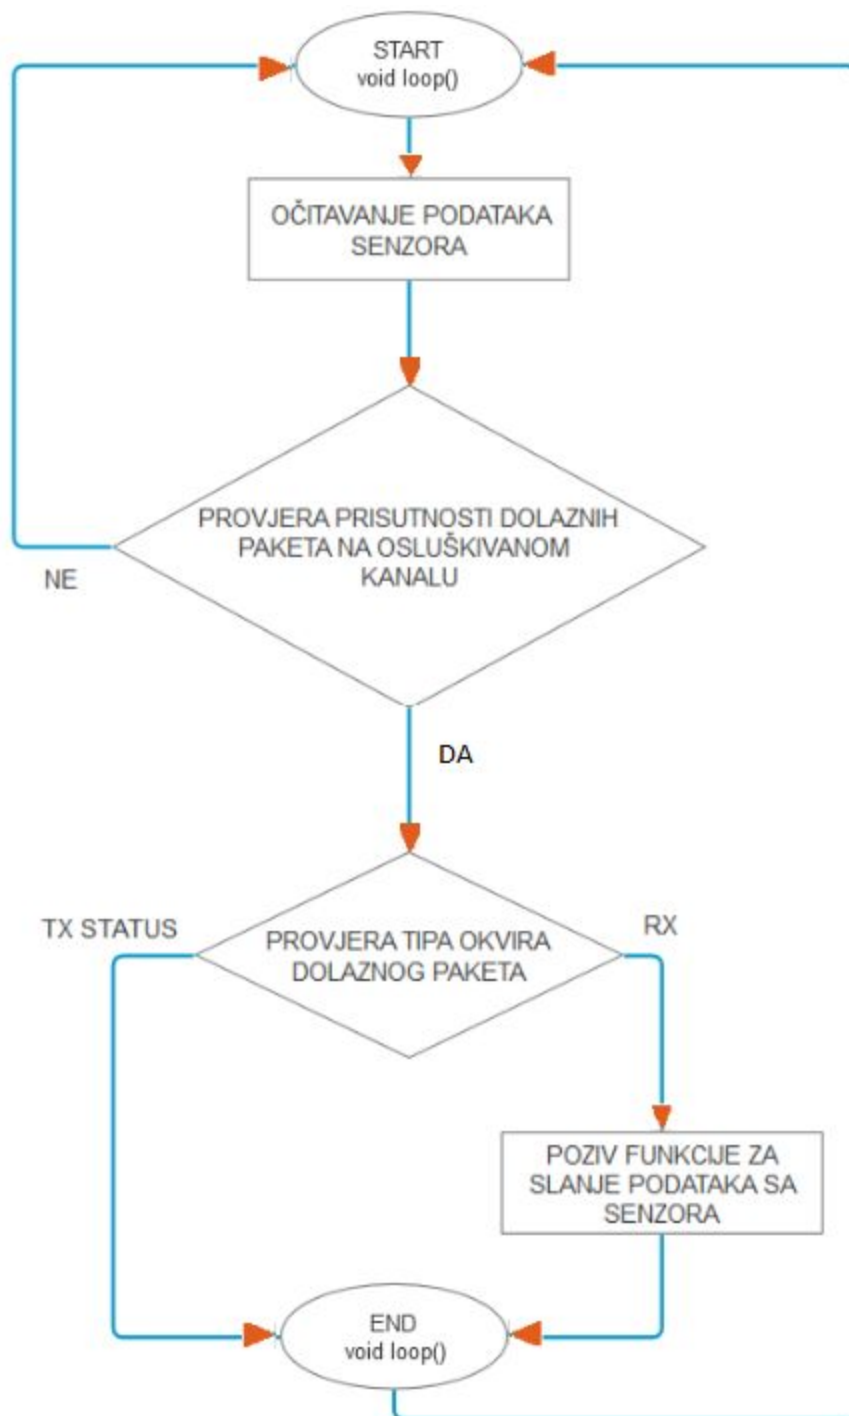 START
void loop()
OČITAVANJE PODATAKA
SENZORA
PROVJERA PRISUTNOSTI DOLAZNIH
PAKETA NA OSLUŠKIVANOM
KANALU
NE
DA
TX STATUS
RX
PROVJERA TIPA OKVIRA
DOLAZNOG PAKETA
POZIV FUNKCIJE ZA
SLANJE PODATAKA SA
SENZORA
END
void loop()